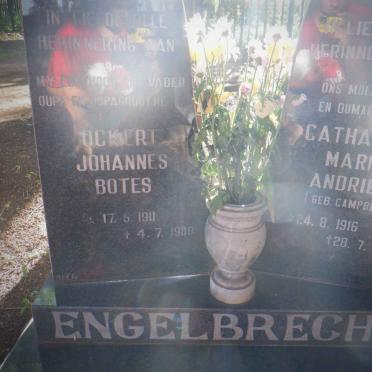 IN LIEFDEVOLLE
HERINNERING AAN
VADER
OUPA
OCKERT
JOHANNES
BOTES
* 17. 5. 1911
† 4. 7. 1989
HERINNE
ONS MOE
EN OUMA
CATHA
MARI
ANDRIE
(GEB. CAMPB
24. 8. 1916
†28. 7.
ENGELBRECH